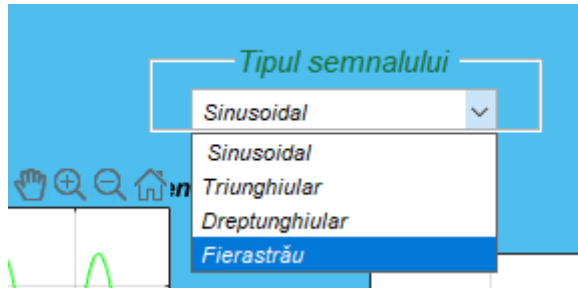 Tipul semnalului
Sinusoidal
Sinusoidal
Triunghiular
Dreptunghiular
Fierastrău